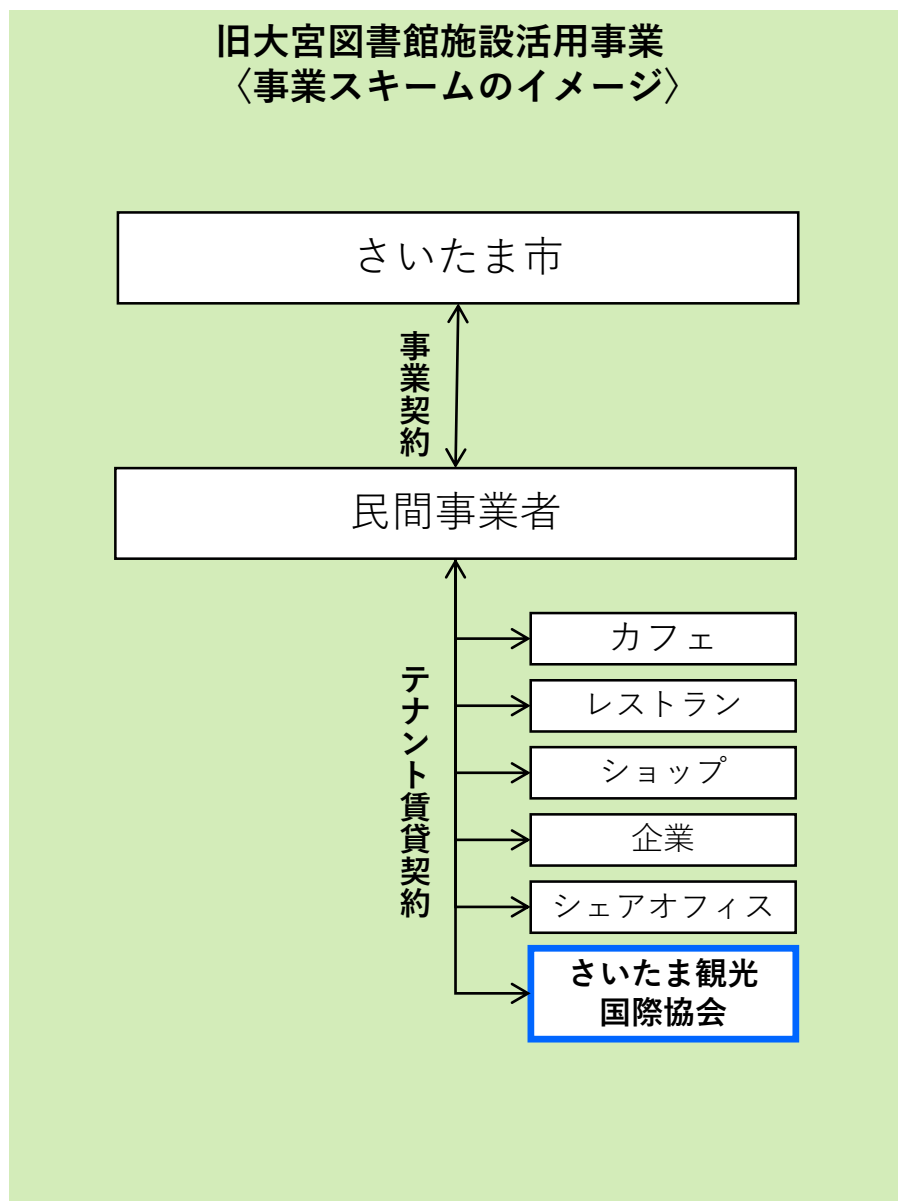 旧大宮図書館施設活用事業
〈事業スキームのイメージ〉
さいたま市
事業契約
民間事業者
テナント賃貸契約
カフェ
レストラン
ショップ
企業
シェアオフィス
さいたま観光
国際協会